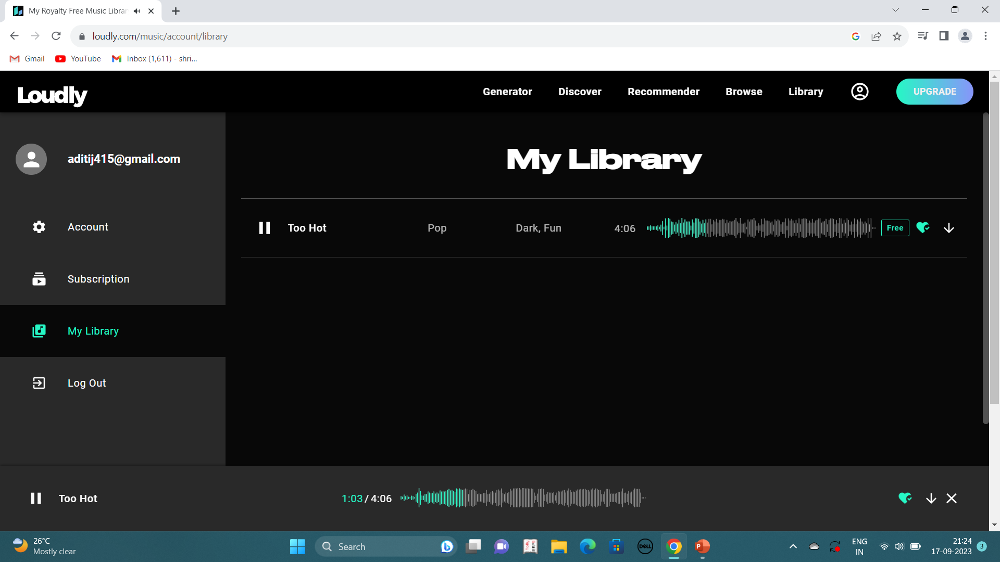 My Royalty Free Music Librar
loudly.com/music/account/library
Gmail
YouTube
Inbox (1,611) - shri...
Loudly
Generator
Discover
Recommender
Browse
Library
UPGRADE
aditij415@gmail.com
Account
Subscription
My Library
Log Out
My Library
Too Hot
Pop
Dark, Fun
4:06
Free
Too Hot
1:03 / 4:06
26°C
Mostly clear
Search
Tally
ERP9
DELL
P
ENG
IN
21:24
17-09-2023
3